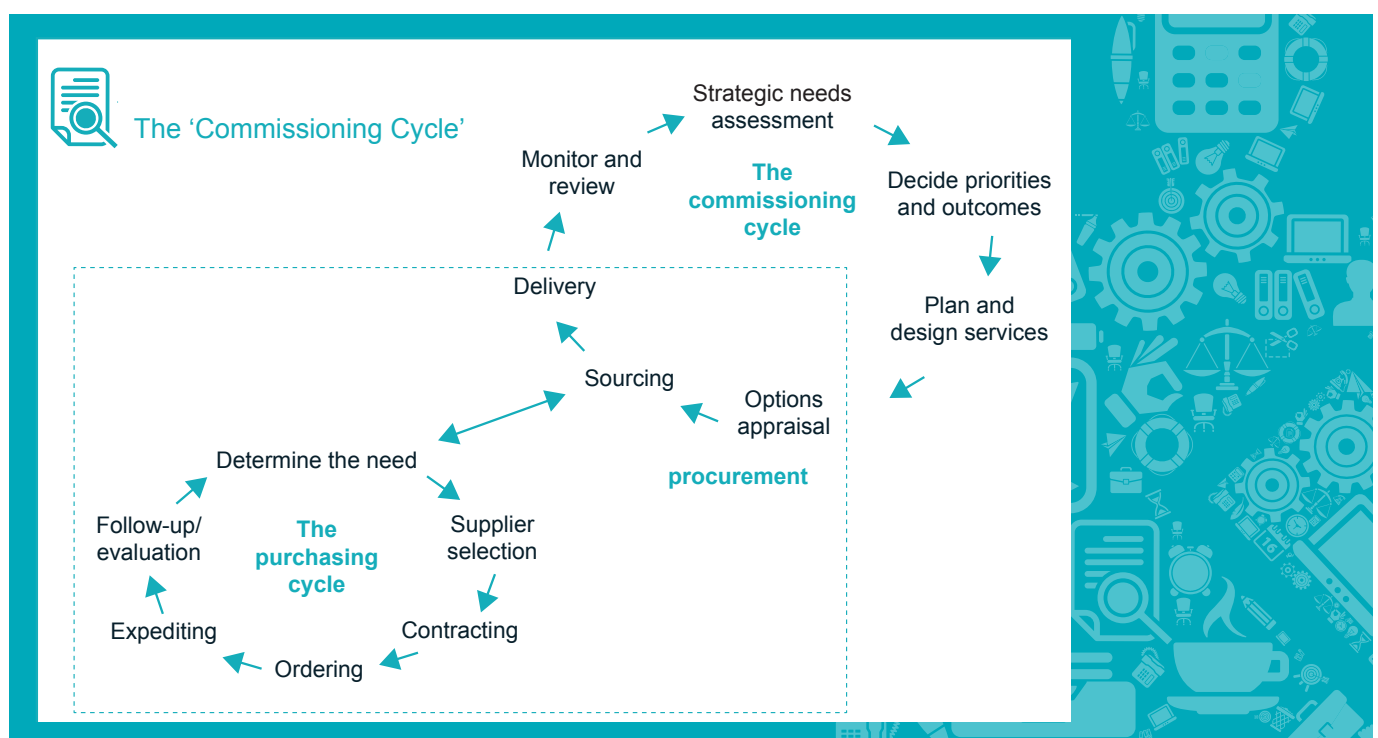 The ‘Commissioning Cycle’
Strategic needs
assessment
Monitor and
review
The
commissioning
cycle
Decide priorities
and outcomes
Delivery
Plan and
design services
Sourcing
Options
appraisal
procurement
Determine the need
Follow-up/
evaluation
The
purchasing
cycle
Supplier
selection
Expediting
Contracting
Ordering
16